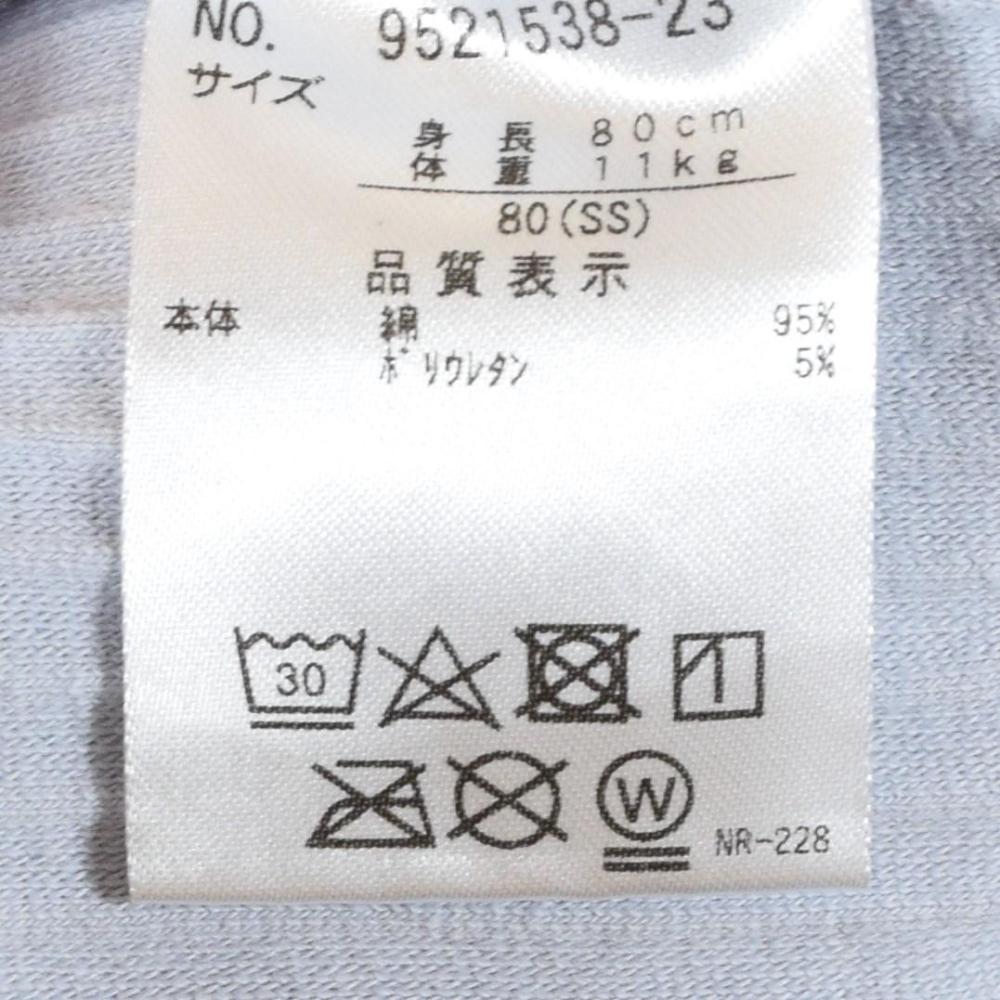 NO. 9521538-23
サイズ
身長 80cm
体重 11kg
80(SS)
品質表示
本体 綿 95%
ポリウレタン 5%
30
W
NR-228